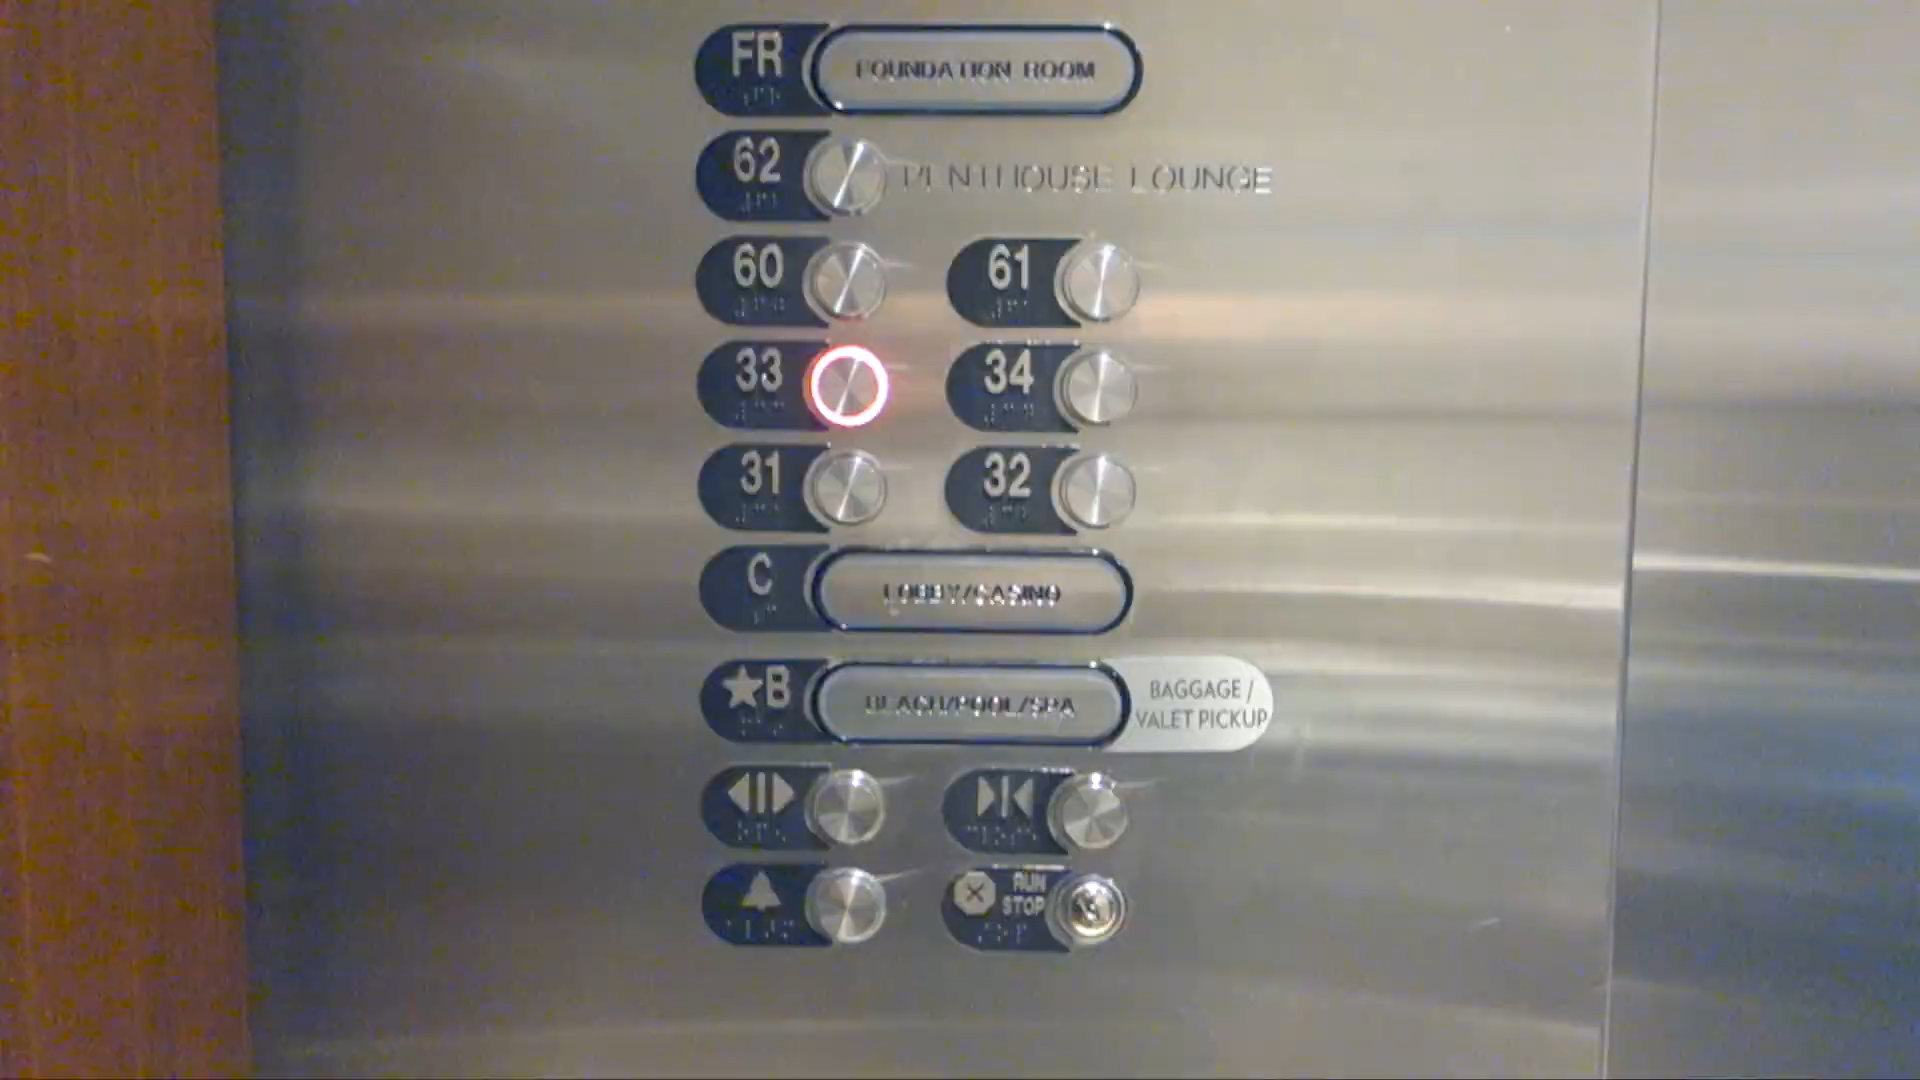 FR FOUNDATION ROOM
62 PENTHOUSE LOUNGE
60 61
33 34
31 32
C LOBBY/CASINO
★B BEACH/POOL/SPA BAGGAGE /
VALET PICKUP
RUN
STOP